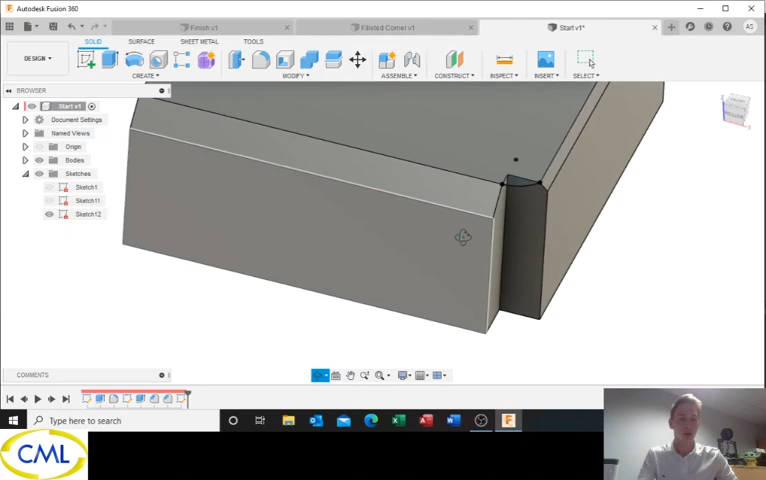 Autodesk Fusion 360
Finish v1
Filleted Corner v1
Start v1*
AS
DESIGN
SOLID
SURFACE
SHEET METAL
TOOLS
CREATE
MODIFY
ASSEMBLE
CONSTRUCT
INSPECT
INSERT
SELECT
BROWSER
Start v1
Document Settings
Named Views
Origin
Bodies
Sketches
Sketch1
Sketch11
Sketch12
COMMENTS
Type here to search
CML